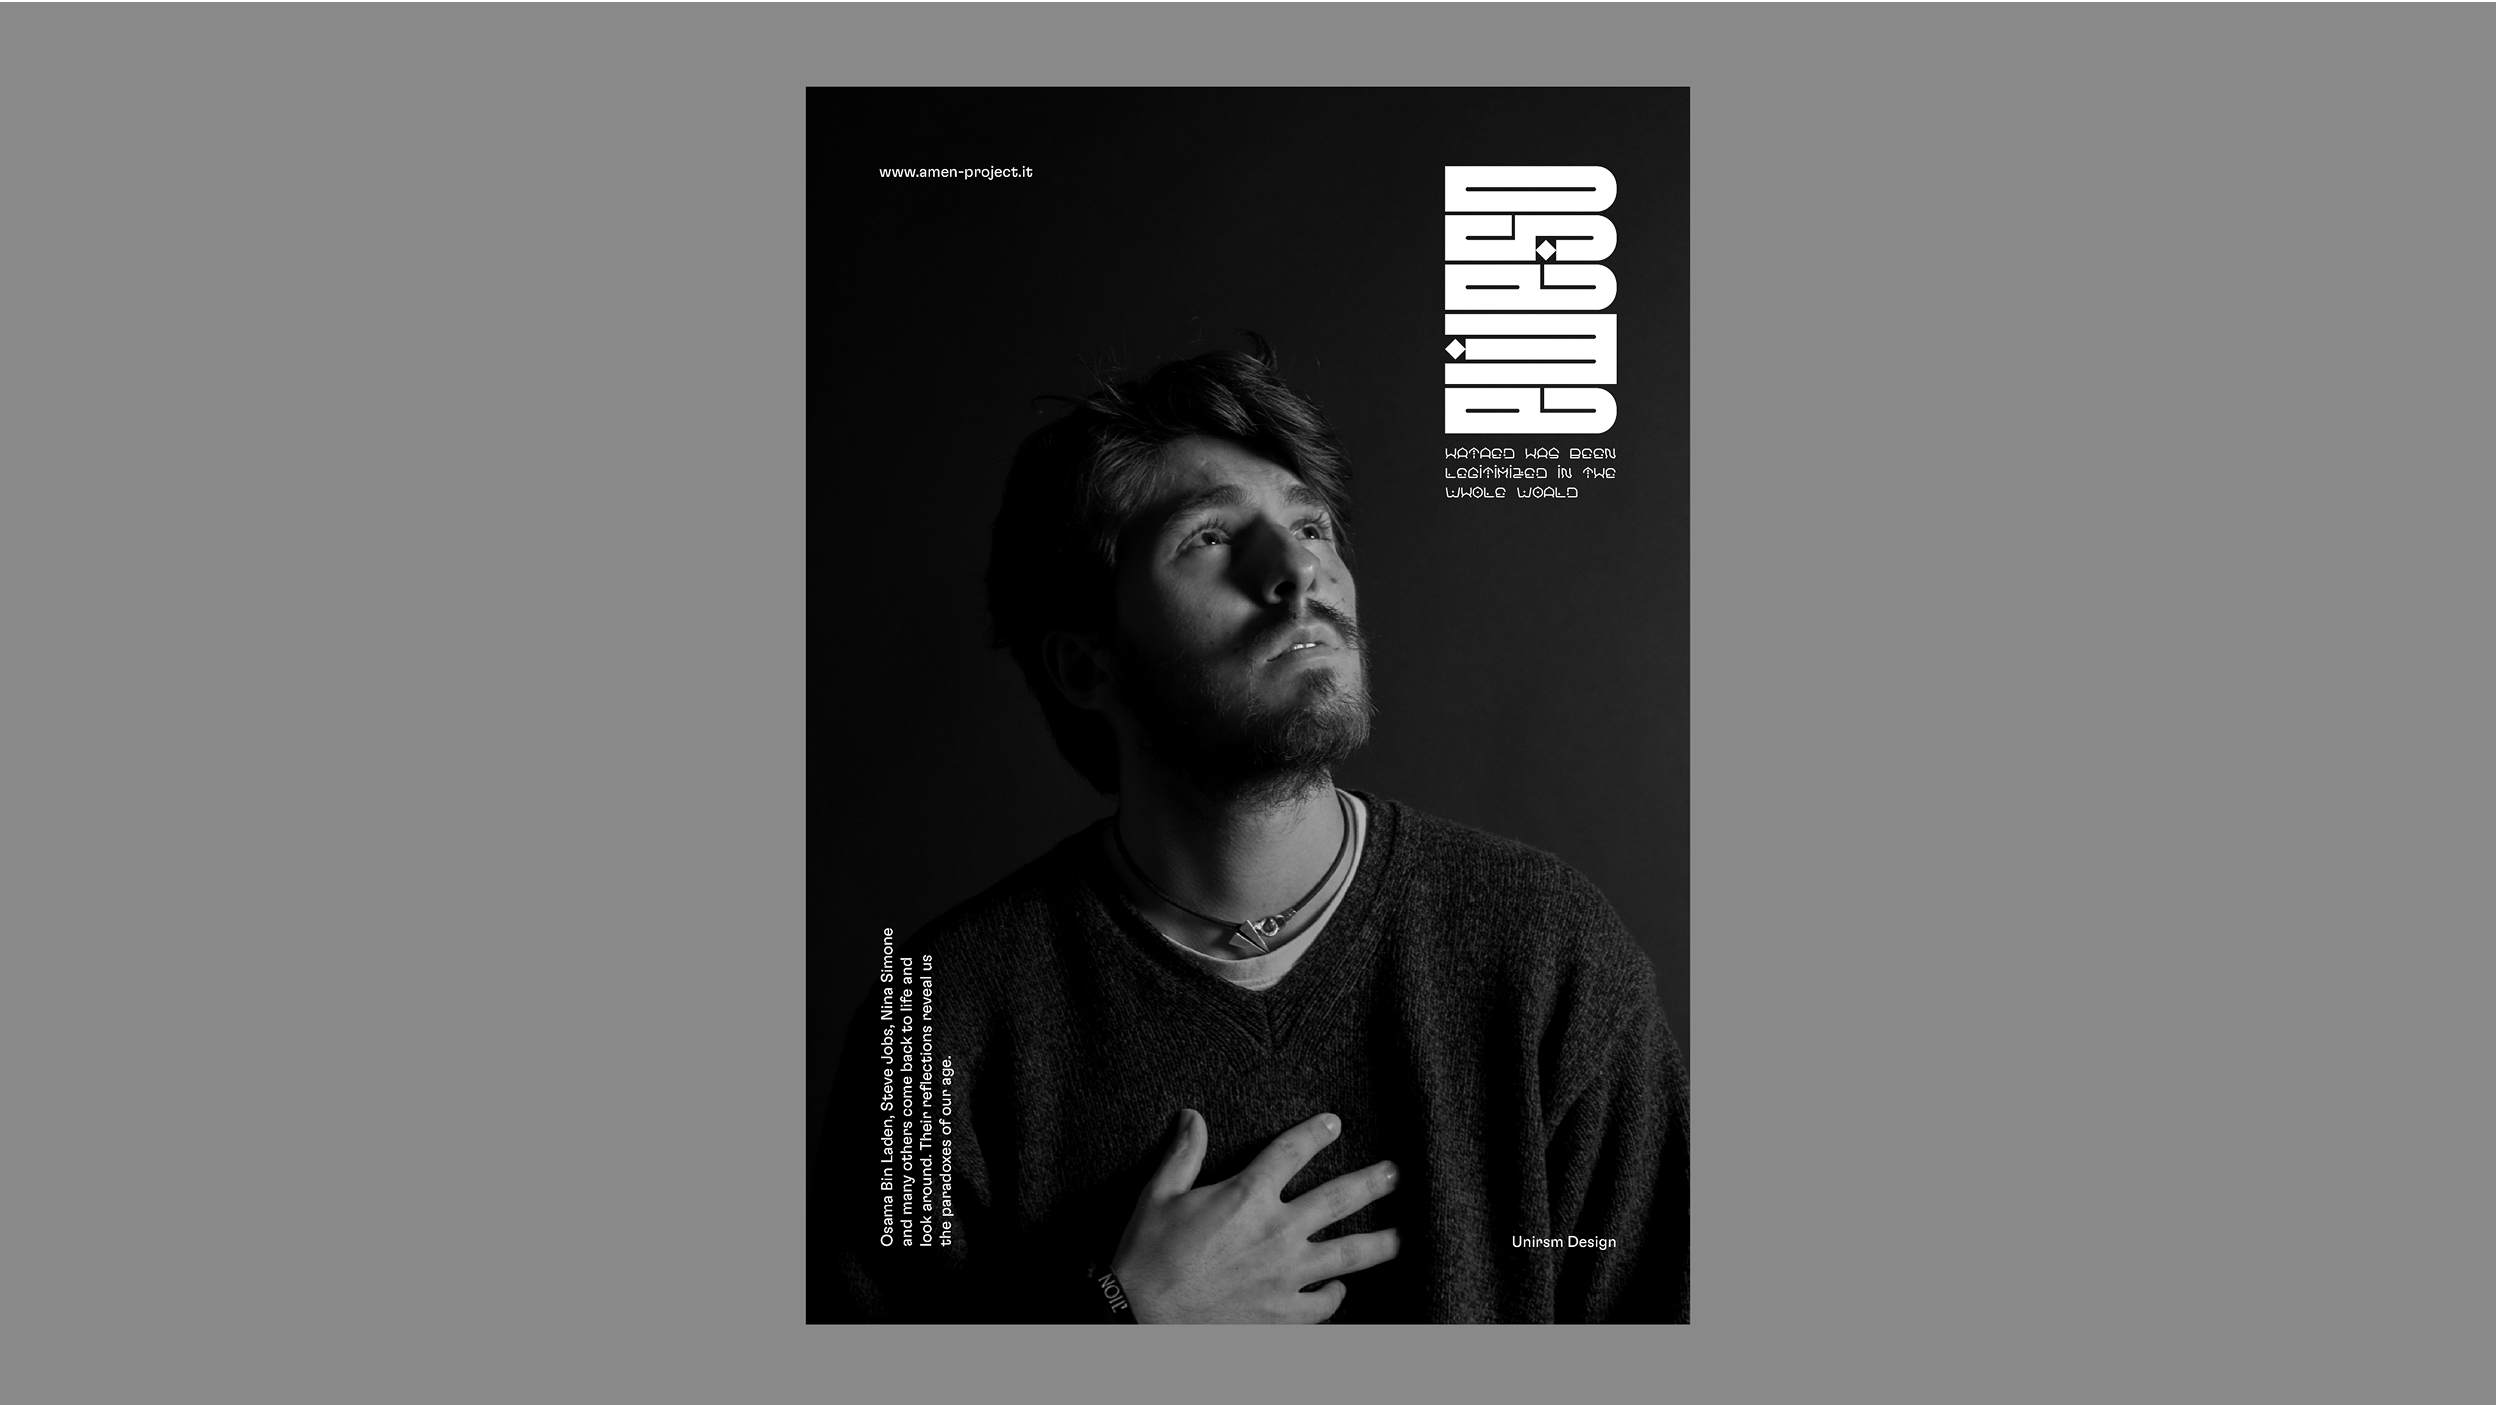 www.amen-project.it
HATRED HAS BEEN
LEGITIMIZED IN THE
WHOLE WORLD
Osama Bin Laden, Steve Jobs, Nina Simone
and many others come back to life and
look around. Their reflections reveal us
the paradoxes of our age.
Unirsm Design